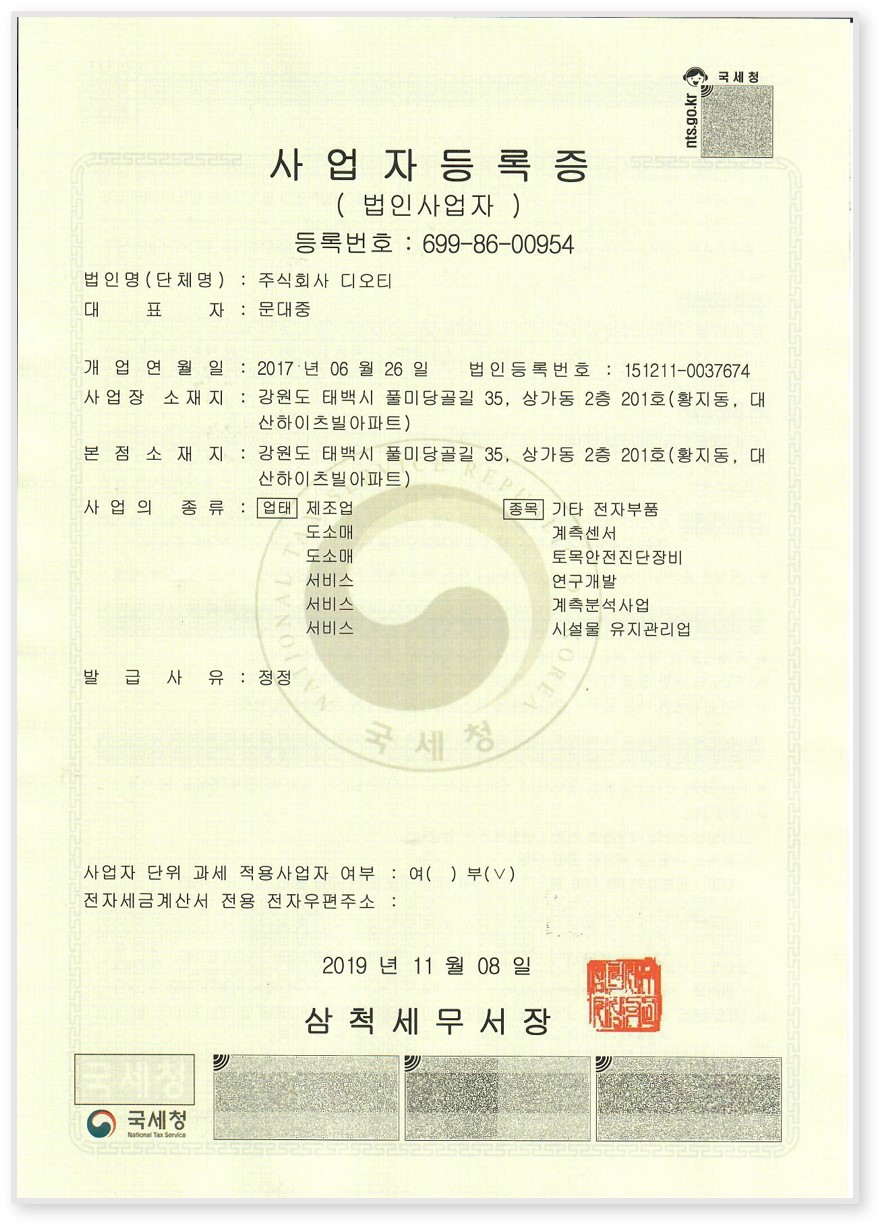 국세청
nts.go.kr
사업자등록증
( 법인사업자 )
등록번호 : 699-86-00954
법인명(단체명) : 주식회사 디오티
대 표 자 : 문대중
개업연월일 : 2017 년 06 월 26 일 법인등록번호 : 151211-0037674
사업장 소재지 : 강원도 태백시 풀미당골길 35, 상가동 2층 201호(황지동, 대
산하이츠빌아파트)
본점소재지 : 강원도 태백시 풀미당골길 35, 상가동 2층 201호(황지동, 대
산하이츠빌아파트)
사업의 종류 : 업태 제조업 종목 기타 전자부품
도소매 계측센서
도소매 토목안전진단장비
서비스 연구개발
서비스 계측분석사업
서비스 시설물 유지관리업
발급사유 : 정정
NATIONAL TAX SERVICE REPUBLIC OF KOREA
국세청
사업자 단위 과세 적용사업자 여부 : 여( ) 부(∨)
전자세금계산서 전용 전자우편주소 :
2019 년 11 월 08 일
삼척세무서장
국세청
국세청
National Tax Service